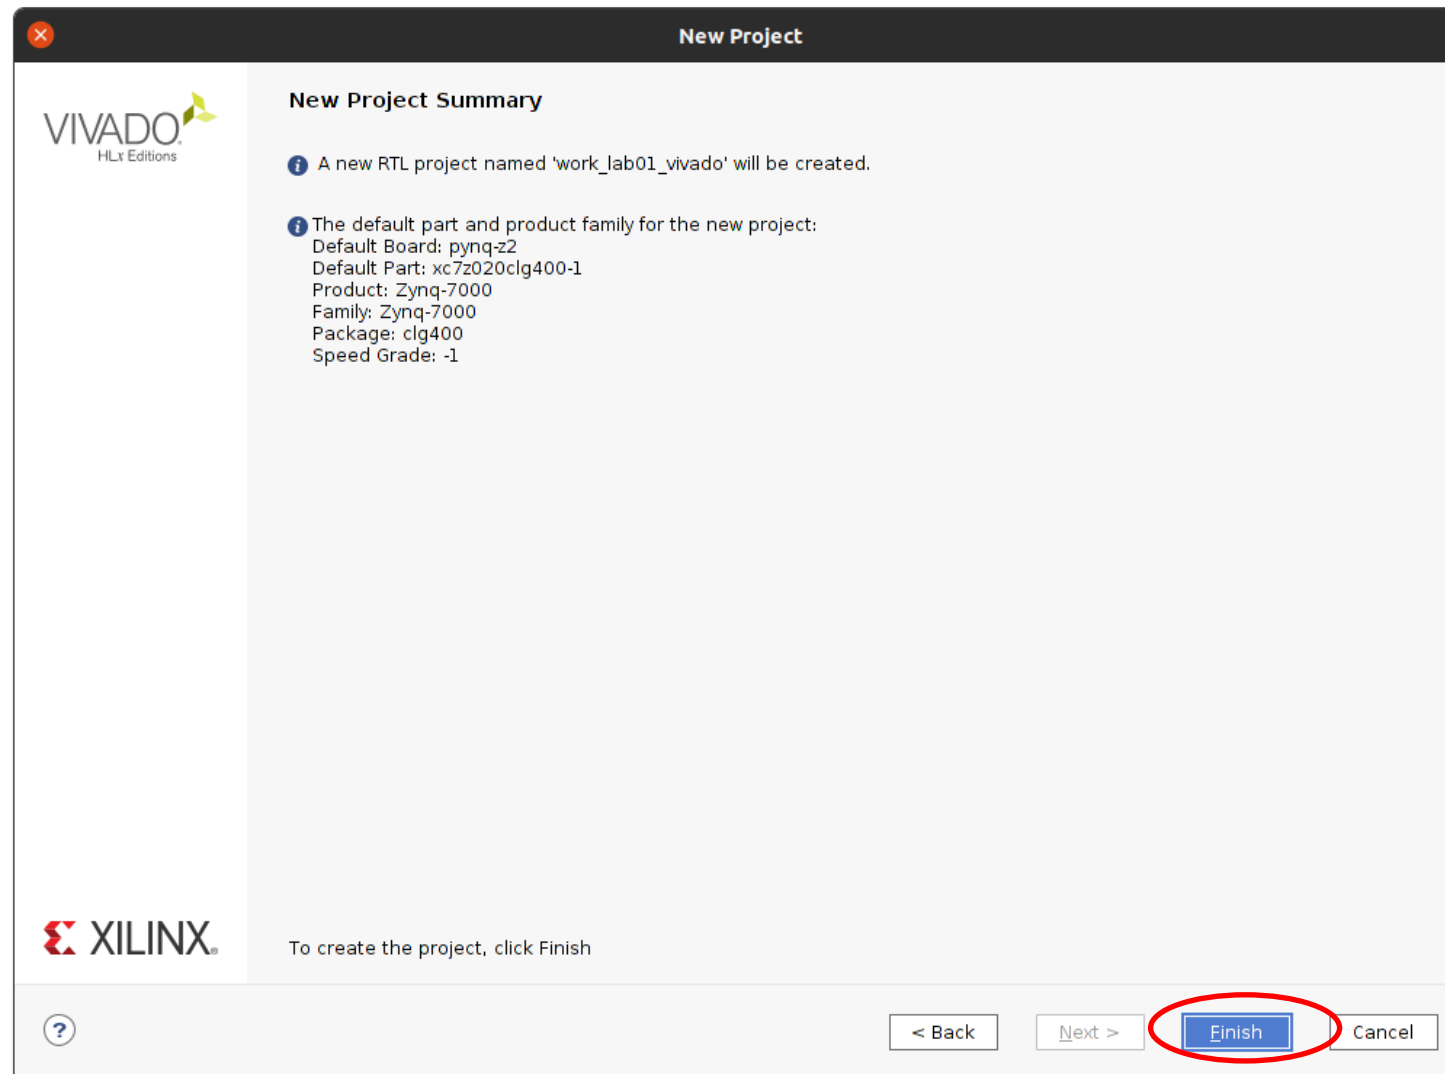 New Project
VIVADO.
HLx Editions
New Project Summary
A new RTL project named 'work_lab01_vivado' will be created.
The default part and product family for the new project:
Default Board: pynq-z2
Default Part: xc7z020clg400-1
Product: Zynq-7000
Family: Zynq-7000
Package: clg400
Speed Grade: -1
XILINX.
To create the project, click Finish
? < Back Next > Finish Cancel